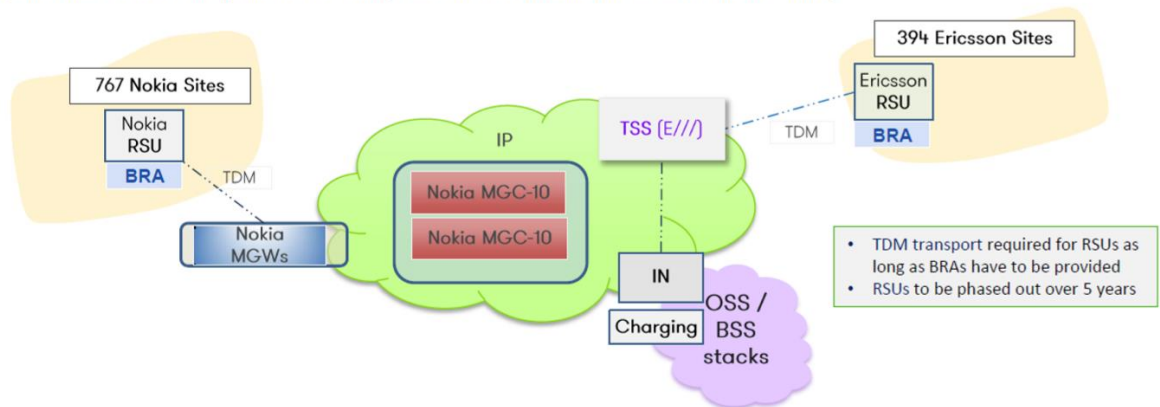 394 Ericsson Sites
767 Nokia Sites
Ericsson
RSU
BRA
Nokia
RSU
BRA
TDM
IP
TSS (E///)
TDM
Nokia MGC-10
Nokia MGC-10
Nokia
MGWs
IN
Charging
OSS /
BSS
stacks
• TDM transport required for RSUs as
long as BRAs have to be provided
• RSUs to be phased out over 5 years